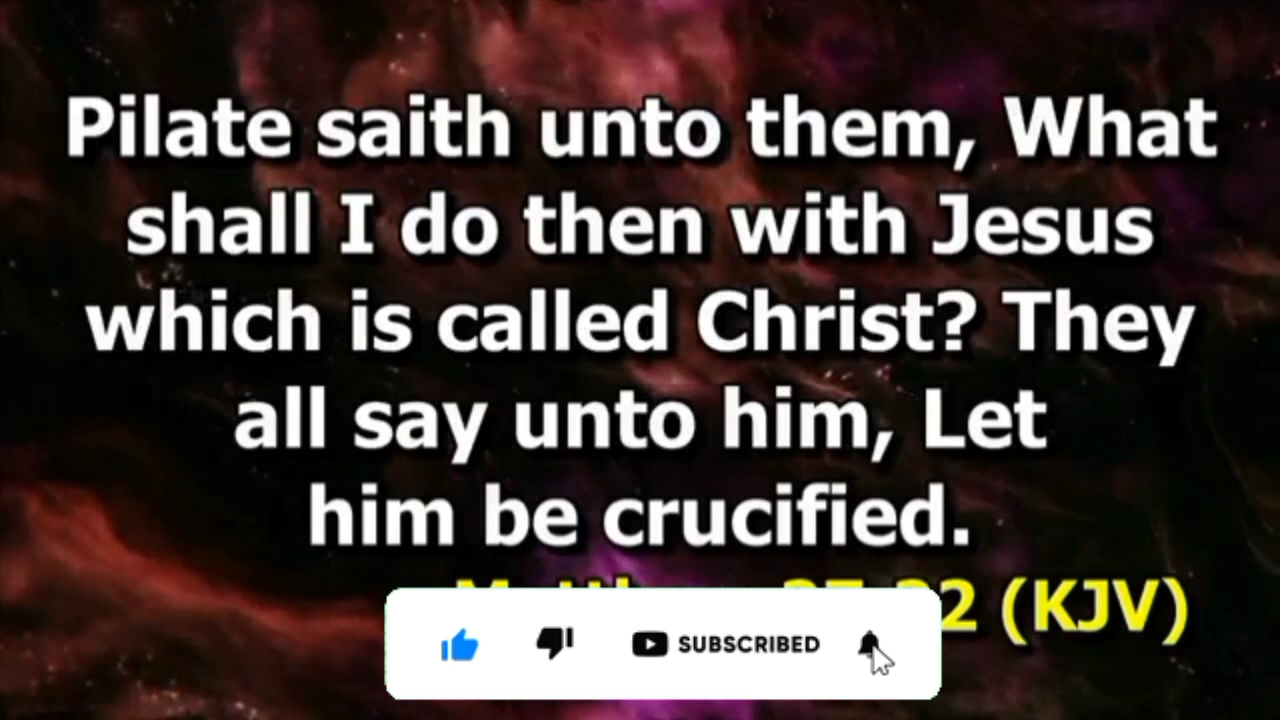 Pilate saith unto them, What
shall I do then with Jesus
which is called Christ? They
all say unto him, Let
him be crucified.
(KJV)
SUBSCRIBED